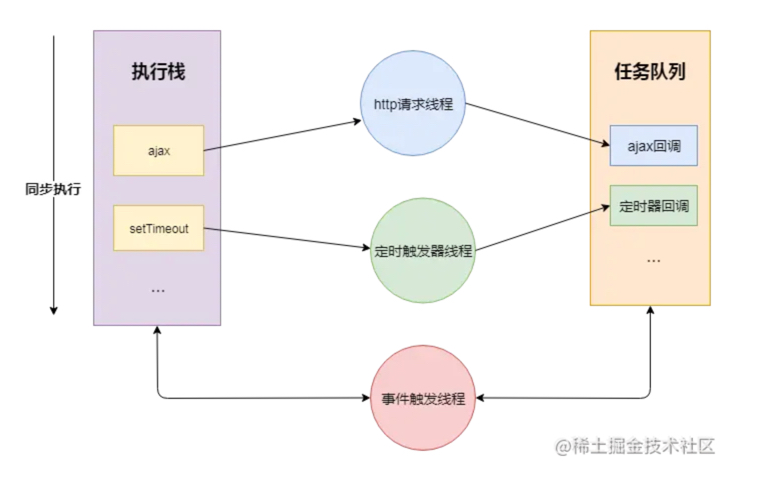 执行栈
任务队列
http请求线程
ajax
ajax回调
同步执行
定时器回调
setTimeout
定时触发器线程
...
...
事件触发线程
@稀土掘金技术社区